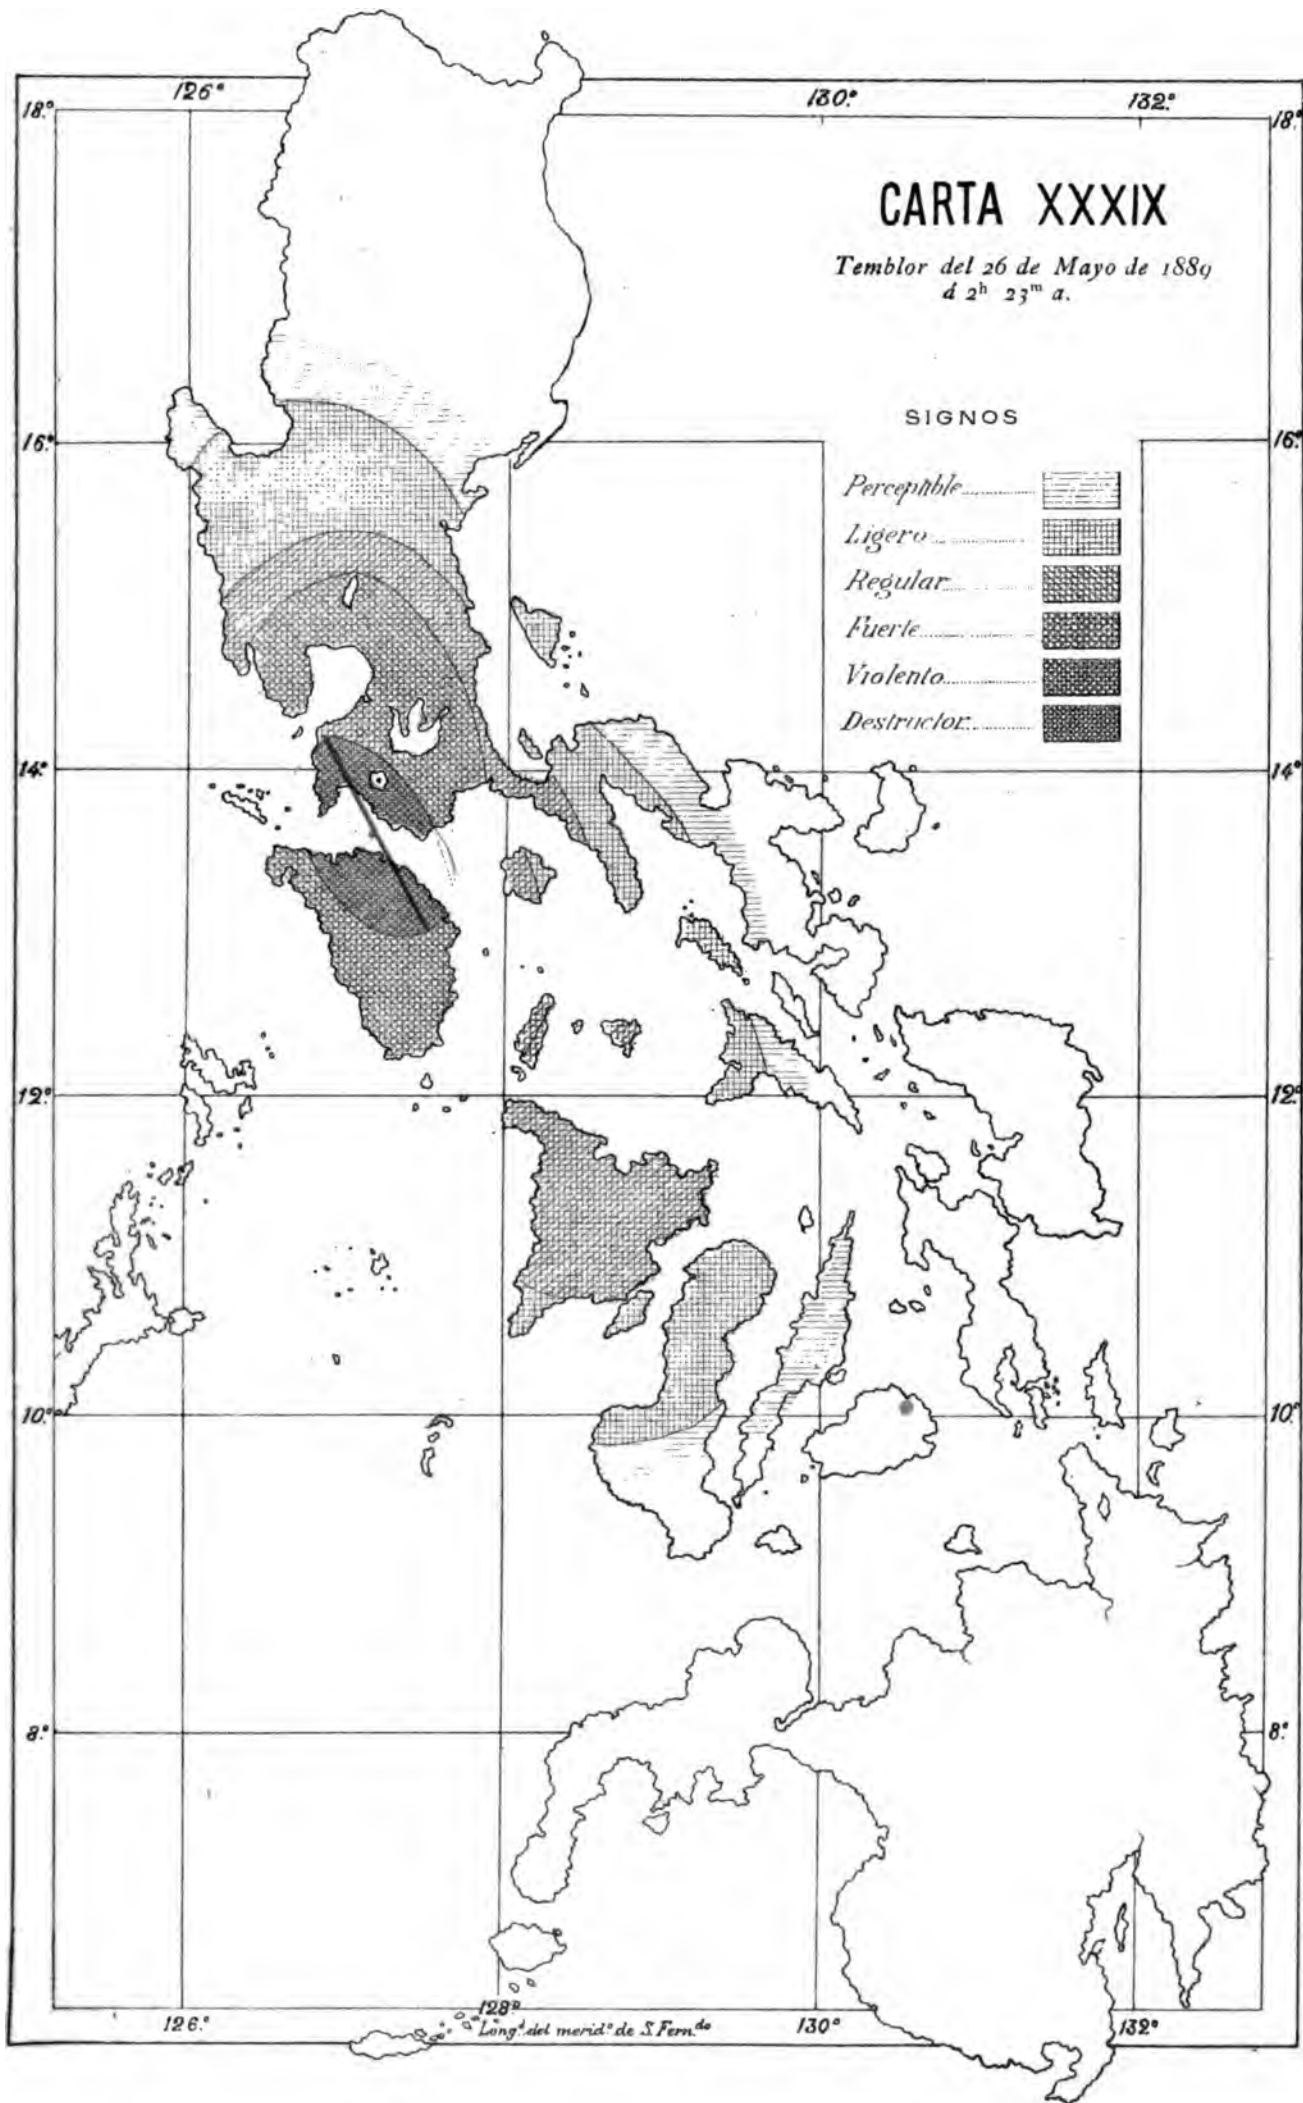 126° 130° 132°
18° 18°
CARTA XXXIX
Temblor del 26 de Mayo de 1889
á 2ʰ 23ᵐ a.
SIGNOS
16° 16°
Perceptible
Ligero
Regular
Fuerte
Violento
Destructor
14° 14°
12° 12°
10° 10°
8° 8°
126° 128° 130° 132°
Longᵈ del meridº de S. Fern.ᵈᵒ